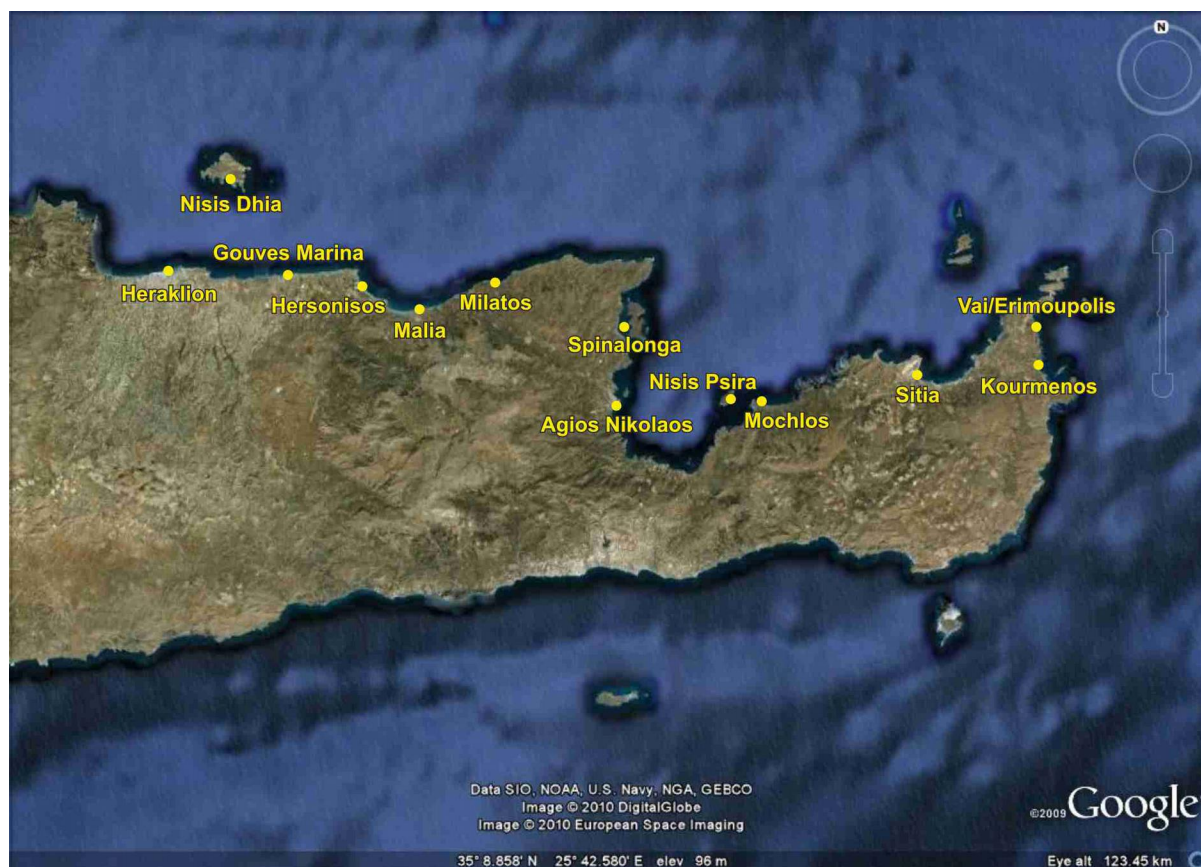 N
Nisis Dhia
Gouves Marina
Heraklion
Hersonisos
Milatos
Malia
Vai/Erimoupolis
Spinalonga
Nisis Psira
Kourmenos
Sitia
Mochlos
Agios Nikolaos
Data SIO, NOAA, U.S. Navy, NGA, GEBCO
Image © 2010 DigitalGlobe
Image © 2010 European Space Imaging
©2009 Google
35° 8.858' N 25° 42.580' E elev 96 m
Eye alt 123.45 km